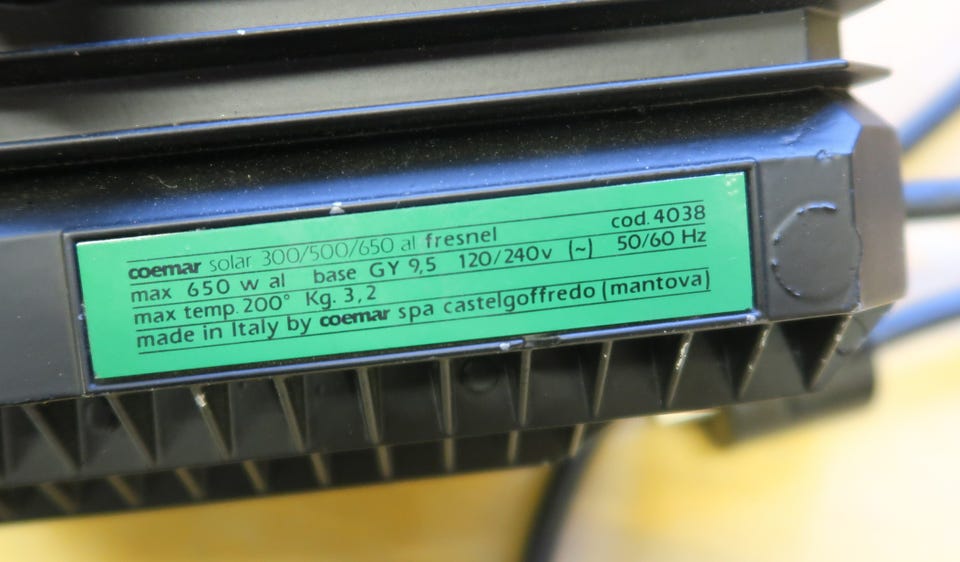 coemar solar 300/500/650 al fresnel cod. 4038
max 650 w al base GY 9,5 120/240v (~) 50/60 Hz
max temp. 200° Kg. 3,2
made in Italy by coemar spa castelgoffredo (mantova)